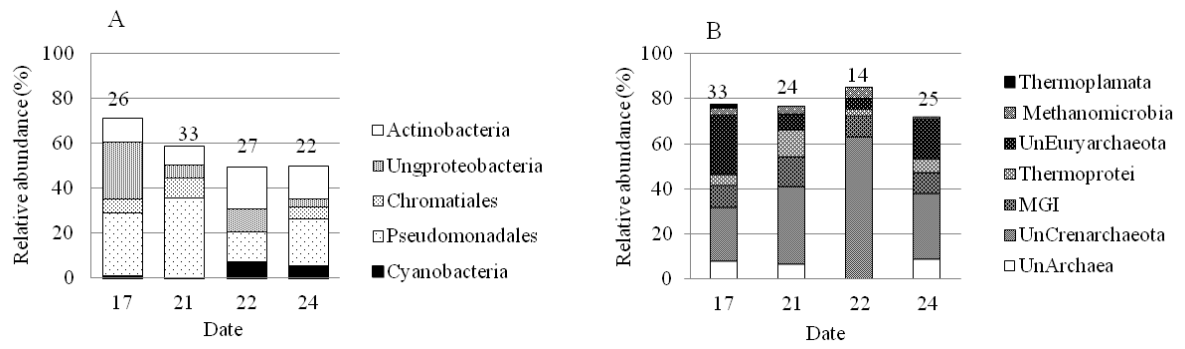 A
Relative abundance (%)
100
80
60
40
20
0
26
33
27
22
17
21
22
24
Date
Actinobacteria
Ungproteobacteria
Chromatiales
Pseudomonadales
Cyanobacteria
B
Relative abundance (%)
100
80
60
40
20
0
33
24
14
25
17
21
22
24
Date
Thermoplamata
Methanomicrobia
UnEuryarchaeota
Thermoprotei
MGI
UnCrenarchaeota
UnArchaea